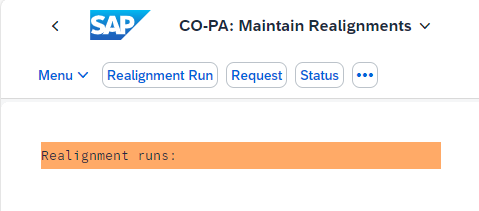 SAP CO-PA: Maintain Realignments
Menu Realignment Run Request Status
Realignment runs: